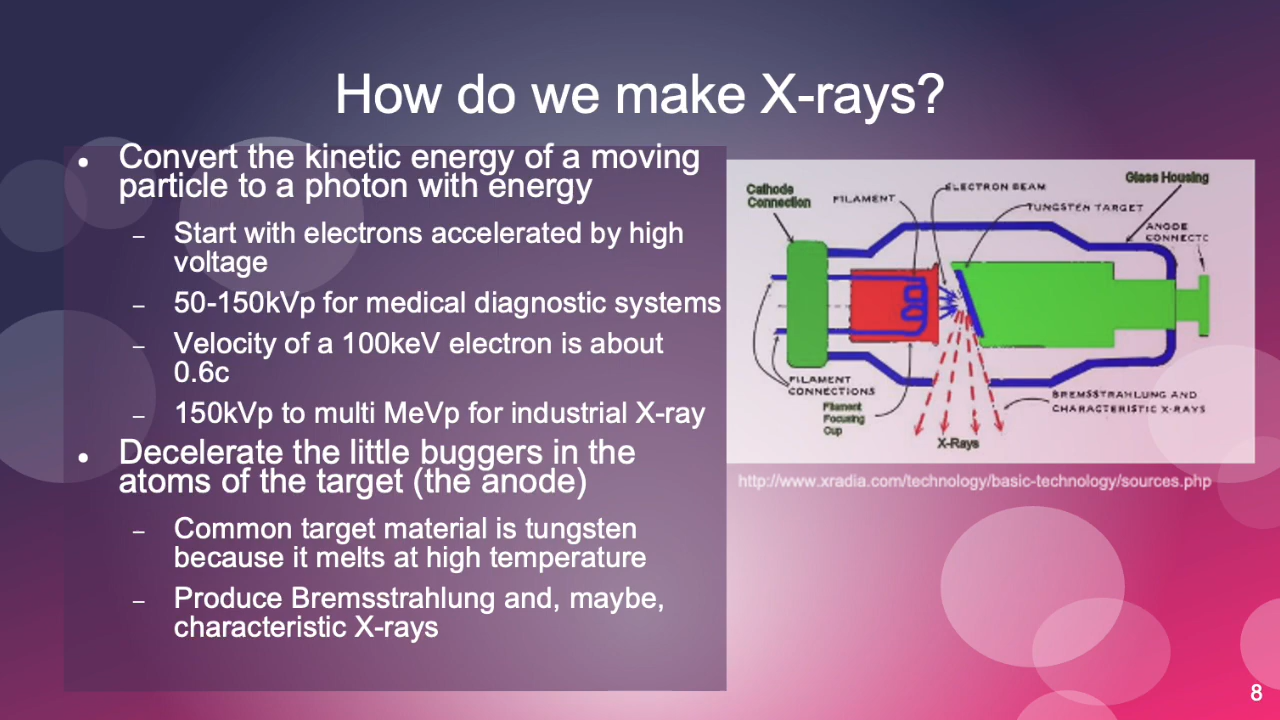 How do we make X-rays?
• Convert the kinetic energy of a moving
particle to a photon with energy
– Start with electrons accelerated by high
voltage
– 50-150kVp for medical diagnostic systems
– Velocity of a 100keV electron is about
0.6c
– 150kVp to multi MeVp for industrial X-ray
• Decelerate the little buggers in the
atoms of the target (the anode)
– Common target material is tungsten
because it melts at high temperature
– Produce Bremsstrahlung and, maybe,
characteristic X-rays
Cathode
Connection
FILAMENT
ELECTRON BEAM
TUNGSTEN TARGET
Glass Housing
ANODE
CONNECTC
FILAMENT
CONNECTIONS
Filament
Focusing
Cup
X-Rays
BREMSSTRAHLUNG AND
CHARACTERISTIC X-RAYS
http://www.xradia.com/technology/basic-technology/sources.php
8